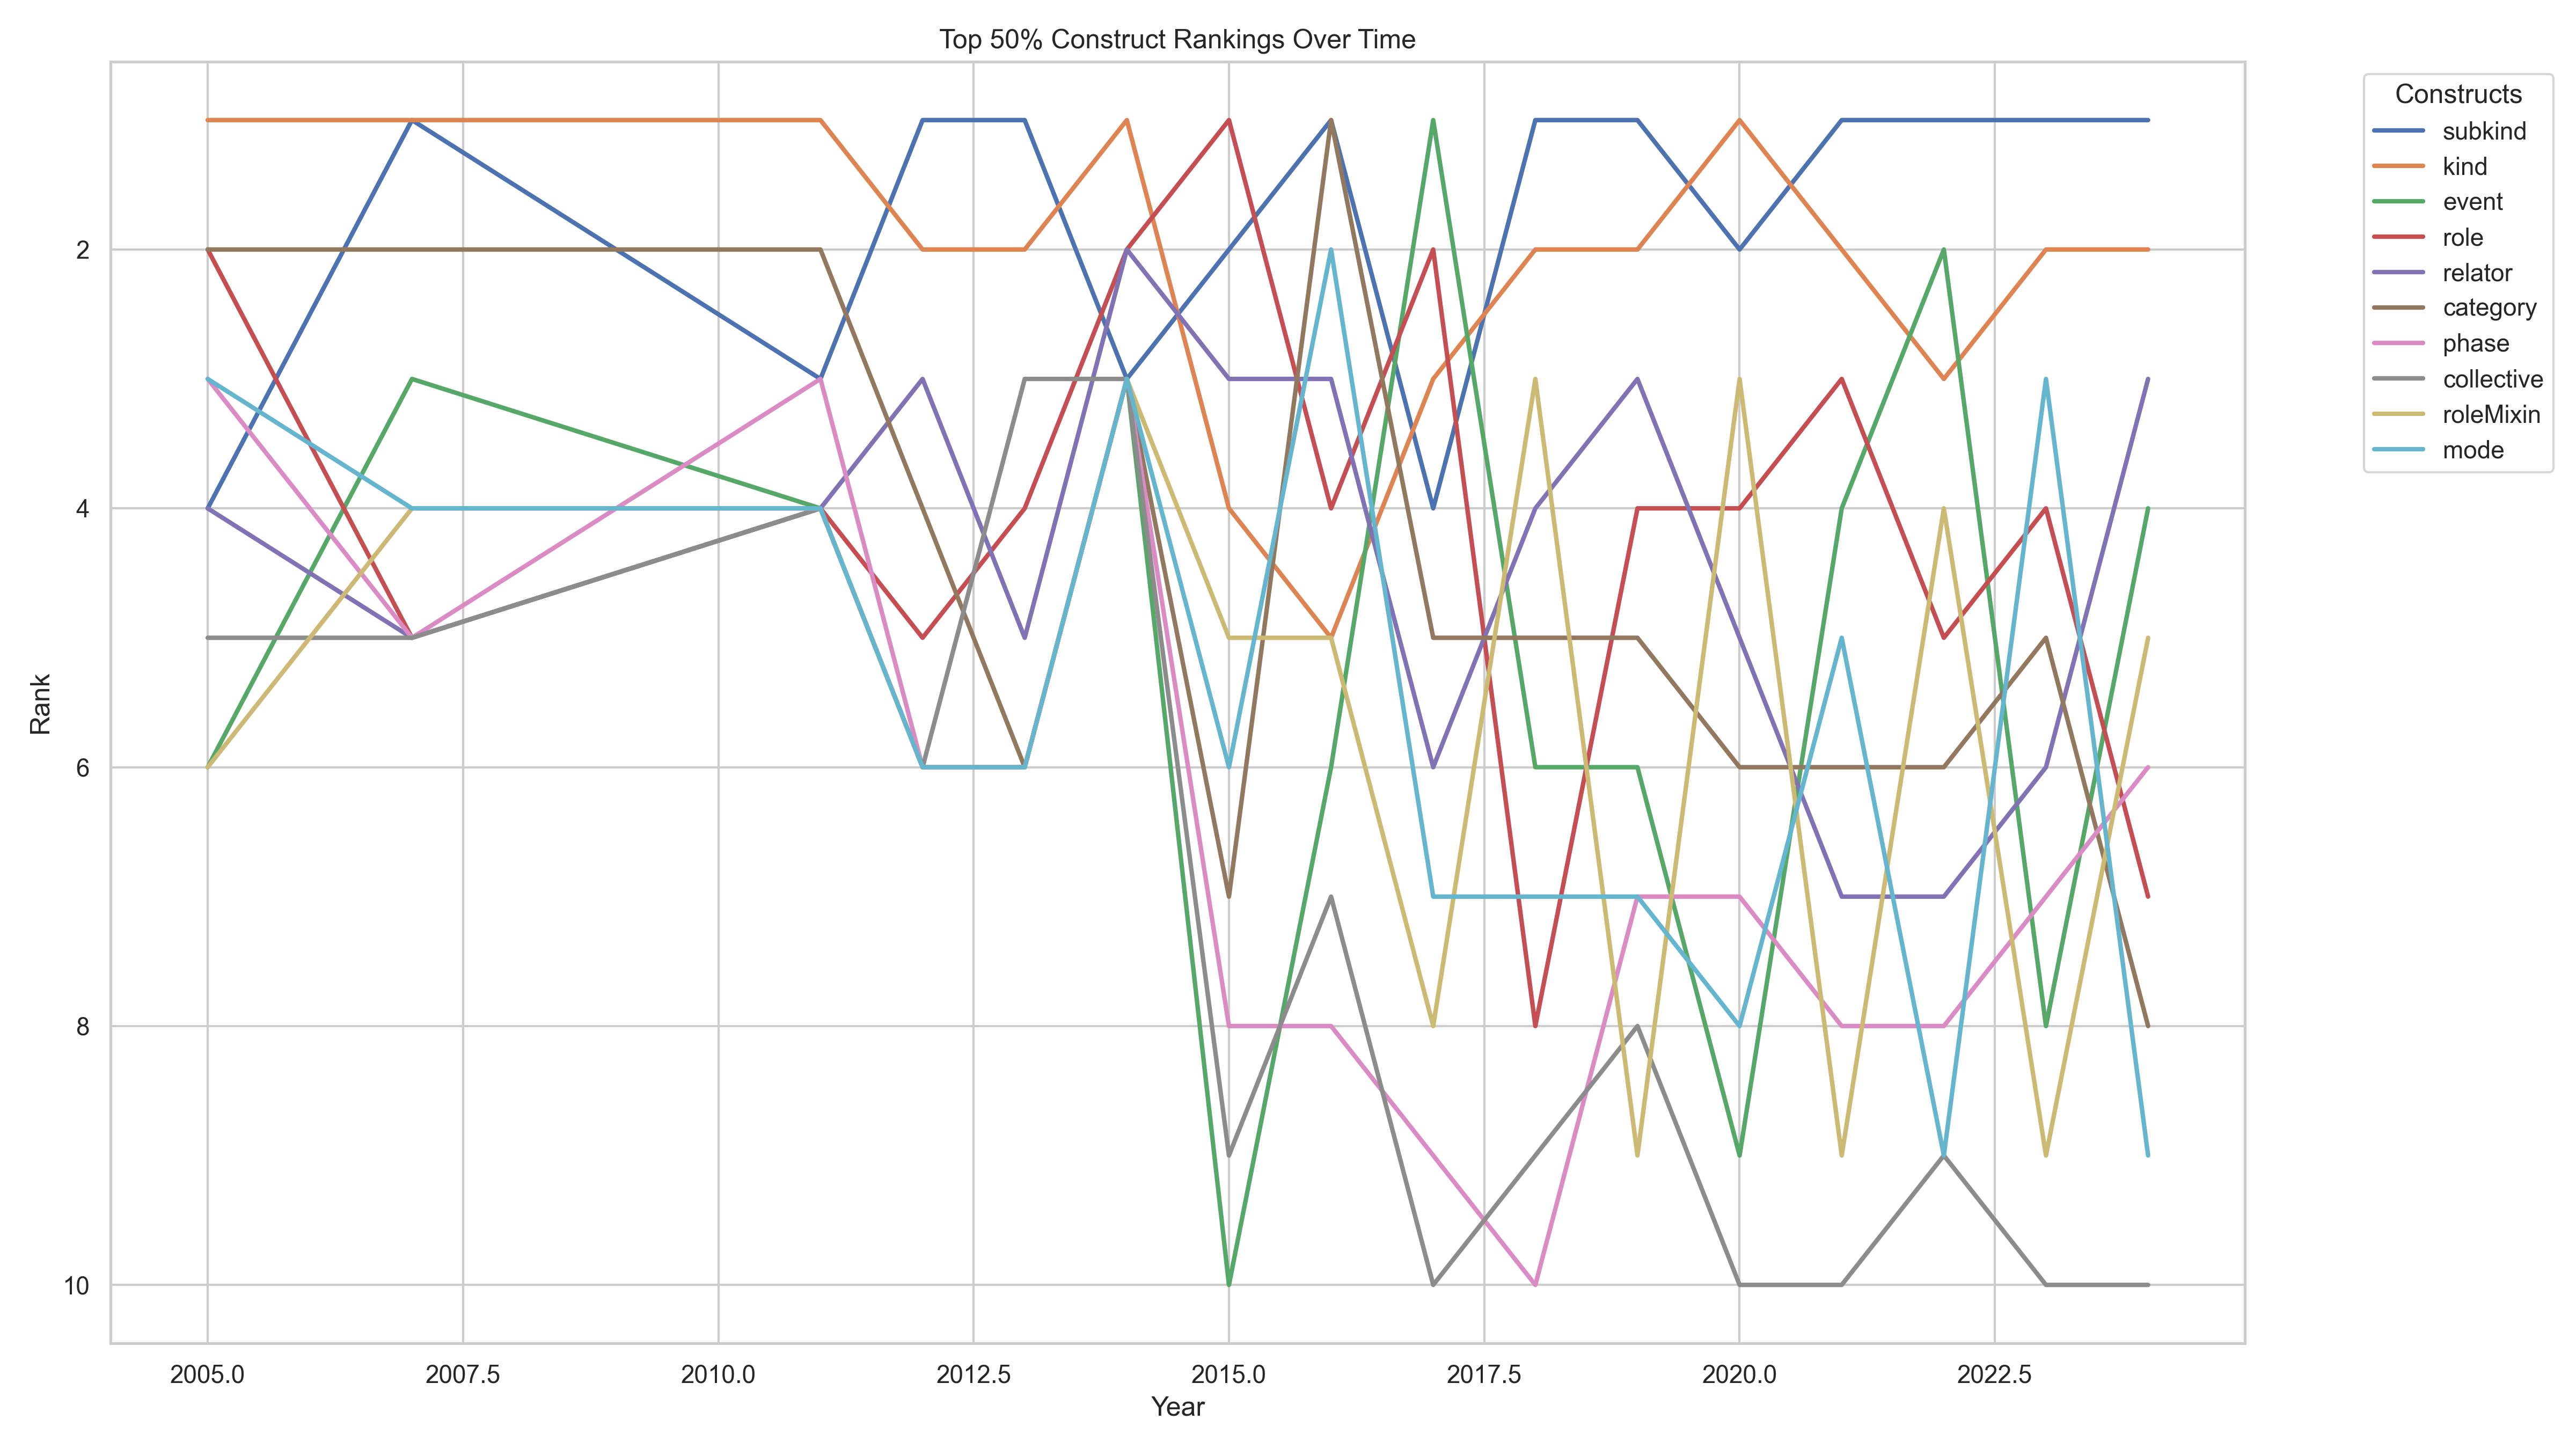 Top 50% Construct Rankings Over Time
Constructs
subkind
kind
event
role
relator
category
phase
collective
roleMixin
mode
Rank
2
4
6
8
10
2005.0 2007.5 2010.0 2012.5 2015.0 2017.5 2020.0 2022.5
Year